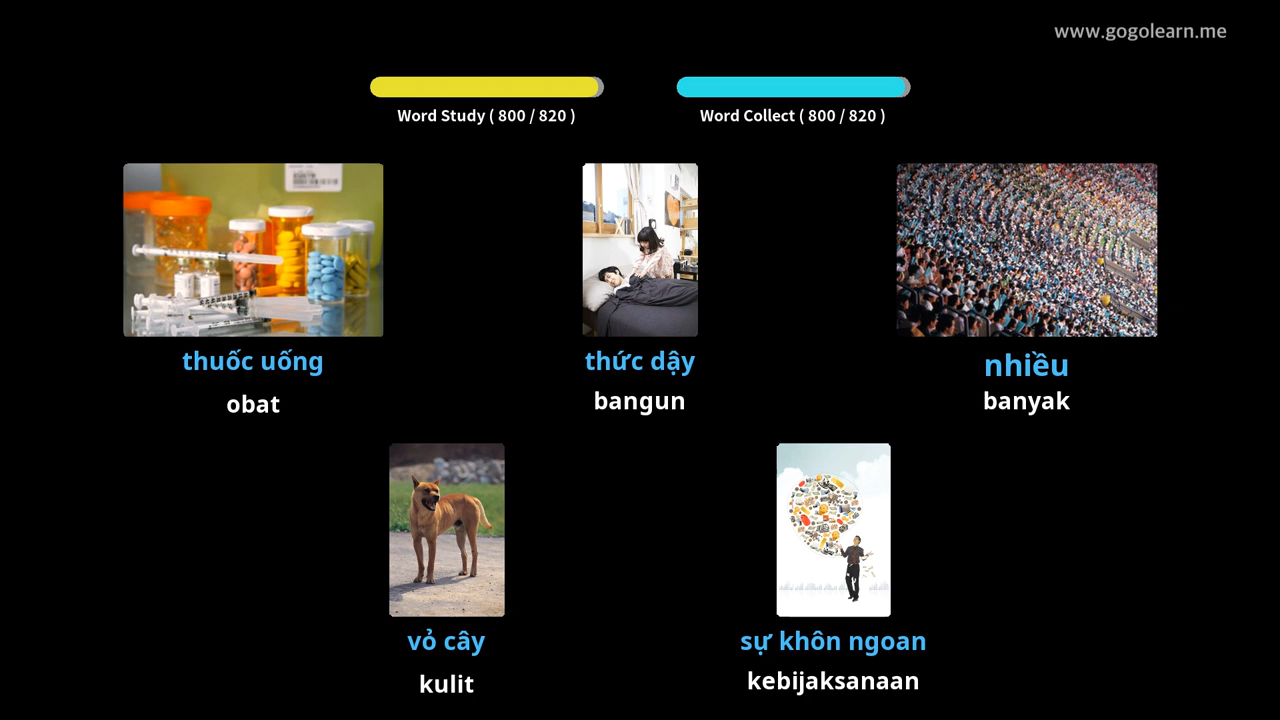 www.gogolearn.me
Word Study ( 800 / 820 )
Word Collect ( 800 / 820 )
thuốc uống
obat
thức dậy
bangun
nhiều
banyak
vỏ cây
kulit
sự khôn ngoan
kebijaksanaan